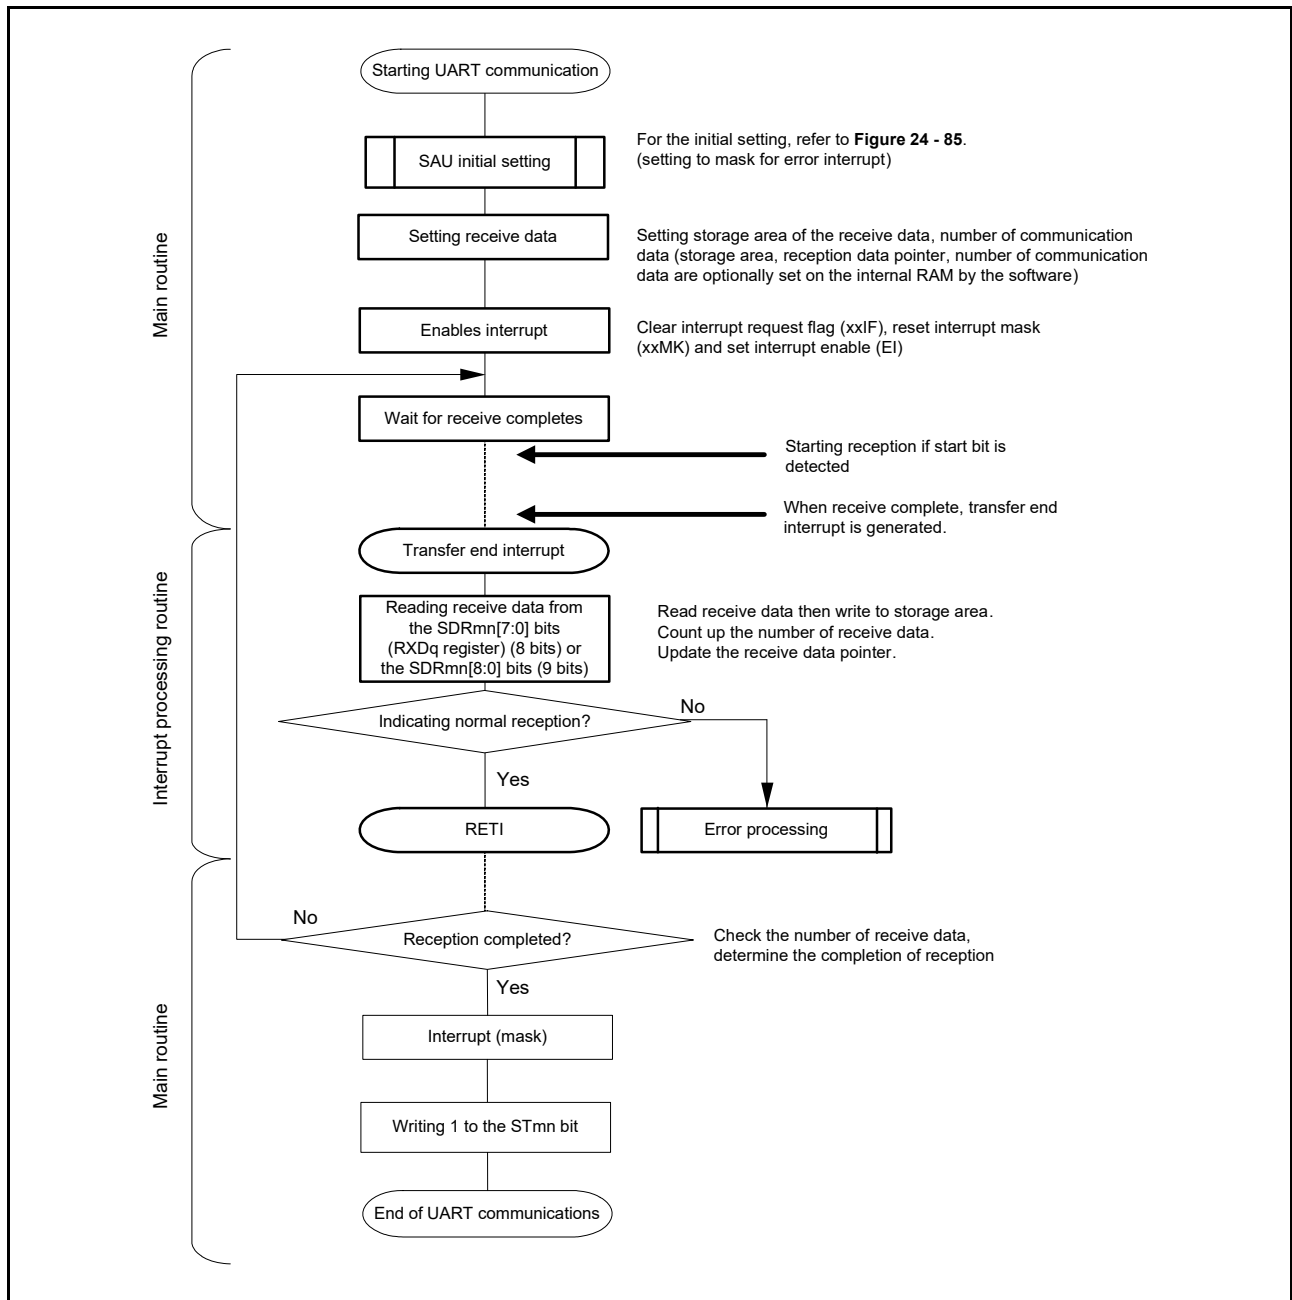 Starting UART communication
SAU initial setting
For the initial setting, refer to Figure 24 - 85.
(setting to mask for error interrupt)
Setting receive data
Setting storage area of the receive data, number of communication
data (storage area, reception data pointer, number of communication
data are optionally set on the internal RAM by the software)
Main routine
Enables interrupt
Clear interrupt request flag (xxIF), reset interrupt mask
(xxMK) and set interrupt enable (EI)
Wait for receive completes
Starting reception if start bit is
detected
When receive complete, transfer end
interrupt is generated.
Transfer end interrupt
Interrupt processing routine
Reading receive data from
the SDRmn[7:0] bits
(RXDq register) (8 bits) or
the SDRmn[8:0] bits (9 bits)
Read receive data then write to storage area.
Count up the number of receive data.
Update the receive data pointer.
Indicating normal reception?
No
Yes
RETI
Error processing
No
Reception completed?
Check the number of receive data,
determine the completion of reception
Yes
Main routine
Interrupt (mask)
Writing 1 to the STmn bit
End of UART communications